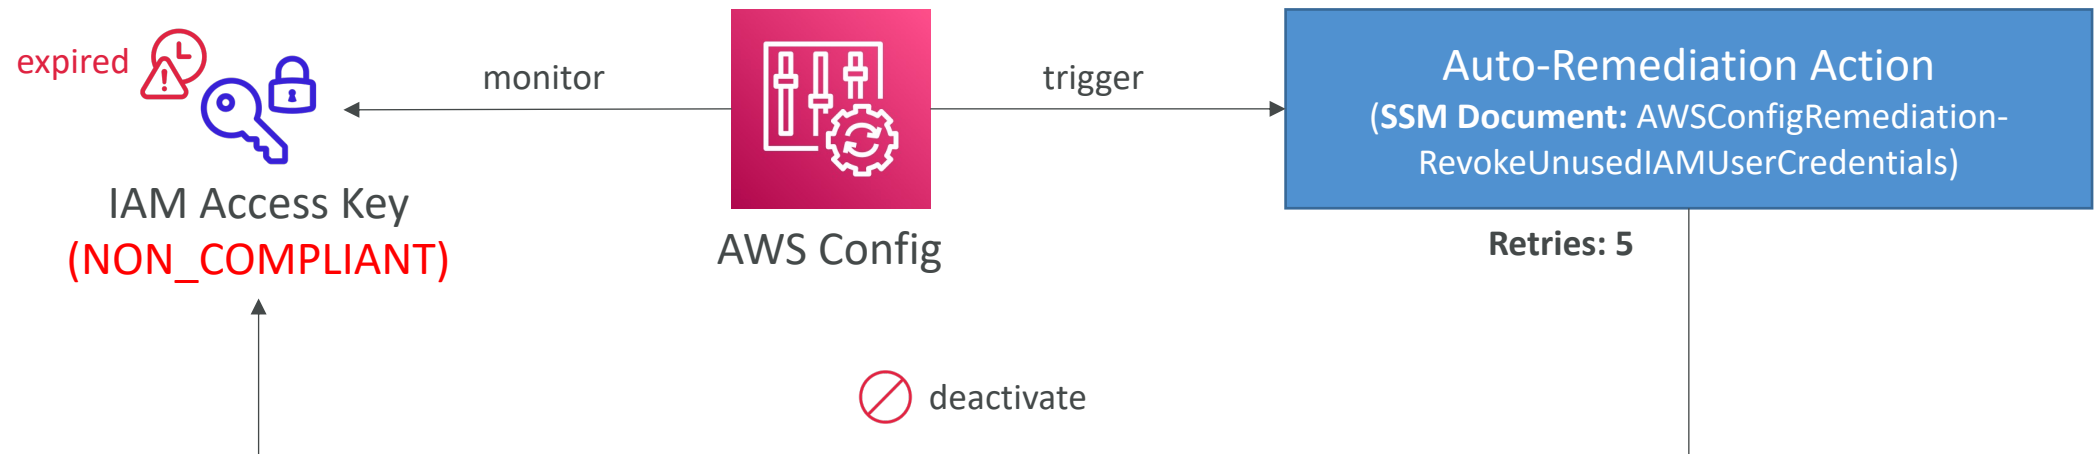 expired
monitor
trigger
Auto-Remediation Action
(SSM Document: AWSConfigRemediation-
RevokeUnusedIAMUserCredentials)
IAM Access Key
(NON_COMPLIANT)
AWS Config
Retries: 5
deactivate